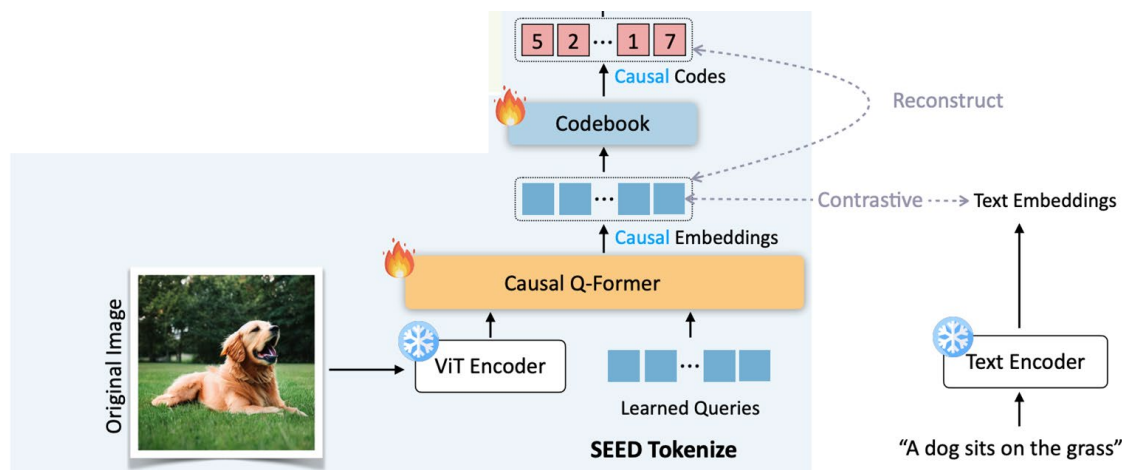 5 2 ... 1 7
Causal Codes
Reconstruct
Codebook
Contrastive
Text Embeddings
Causal Embeddings
Causal Q-Former
Original Image
ViT Encoder
Text Encoder
Learned Queries
SEED Tokenize
“A dog sits on the grass”